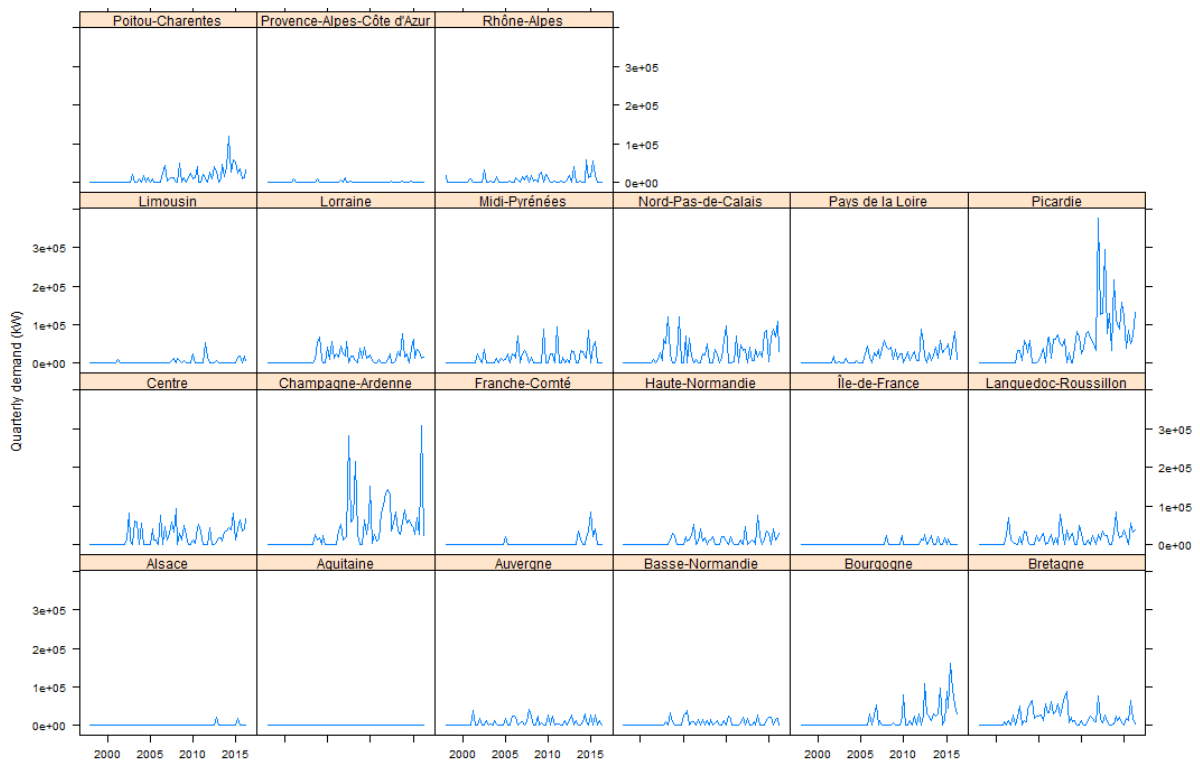 Poitou-Charentes Provence-Alpes-Côte d'Azur Rhône-Alpes
3e+05
2e+05
1e+05
0e+00
Limousin Lorraine Midi-Pyrénées Nord-Pas-de-Calais Pays de la Loire Picardie
3e+05
2e+05
1e+05
0e+00
Quarterly demand (kW)
Centre Champagne-Ardenne Franche-Comté Haute-Normandie Île-de-France Languedoc-Roussillon
3e+05
2e+05
1e+05
0e+00
Alsace Aquitaine Auvergne Basse-Normandie Bourgogne Bretagne
3e+05
2e+05
1e+05
0e+00
2000 2005 2010 2015 2000 2005 2010 2015 2000 2005 2010 2015